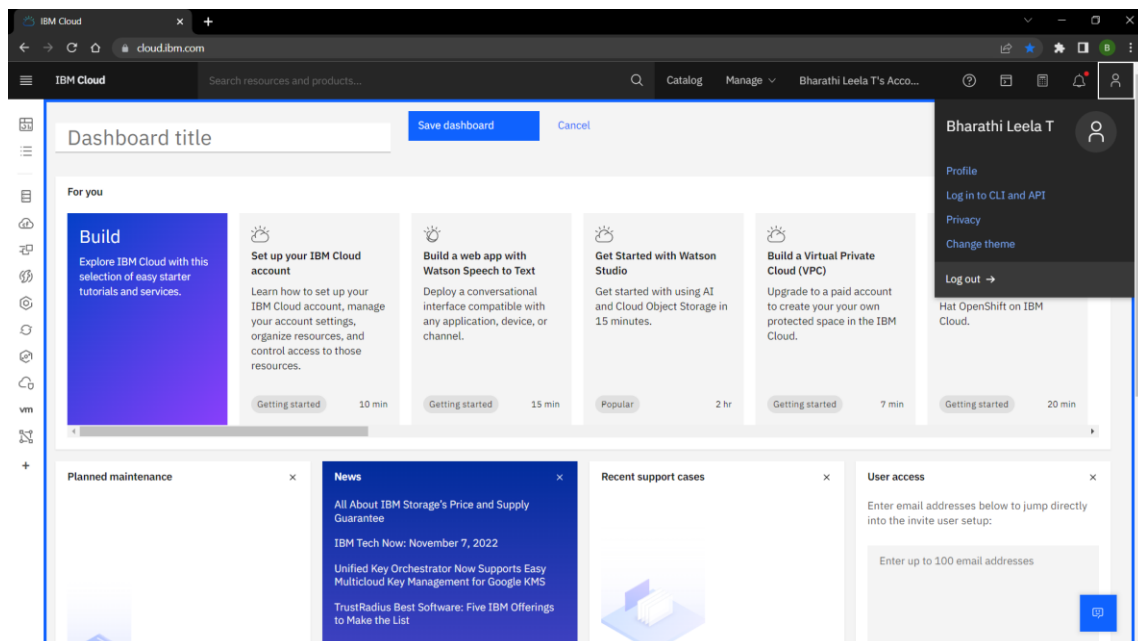 IBM Cloud
cloud.ibm.com
B
IBM Cloud
Search resources and products...
Catalog
Manage
Bharathi Leela T's Acco...
Dashboard title
Save dashboard
Cancel
Bharathi Leela T
Profile
Log in to CLI and API
Privacy
Change theme
Log out →
For you
Build
Explore IBM Cloud with this
selection of easy starter
tutorials and services.
Set up your IBM Cloud
account
Learn how to set up your
IBM Cloud account, manage
your account settings,
organize resources, and
control access to those
resources.
Getting started 10 min
Build a web app with
Watson Speech to Text
Deploy a conversational
interface compatible with
any application, device, or
channel.
Getting started 15 min
Get Started with Watson
Studio
Get started with using AI
and Cloud Object Storage in
15 minutes.
Popular 2 hr
Build a Virtual Private
Cloud (VPC)
Upgrade to a paid account
to create your your own
protected space in the IBM
Cloud.
Getting started 7 min
Hat OpenShift on IBM
Cloud.
Getting started 20 min
vm
Planned maintenance
News
All About IBM Storage's Price and Supply
Guarantee
IBM Tech Now: November 7, 2022
Unified Key Orchestrator Now Supports Easy
Multicloud Key Management for Google KMS
TrustRadius Best Software: Five IBM Offerings
to Make the List
Recent support cases
User access
Enter email addresses below to jump directly
into the invite user setup:
Enter up to 100 email addresses